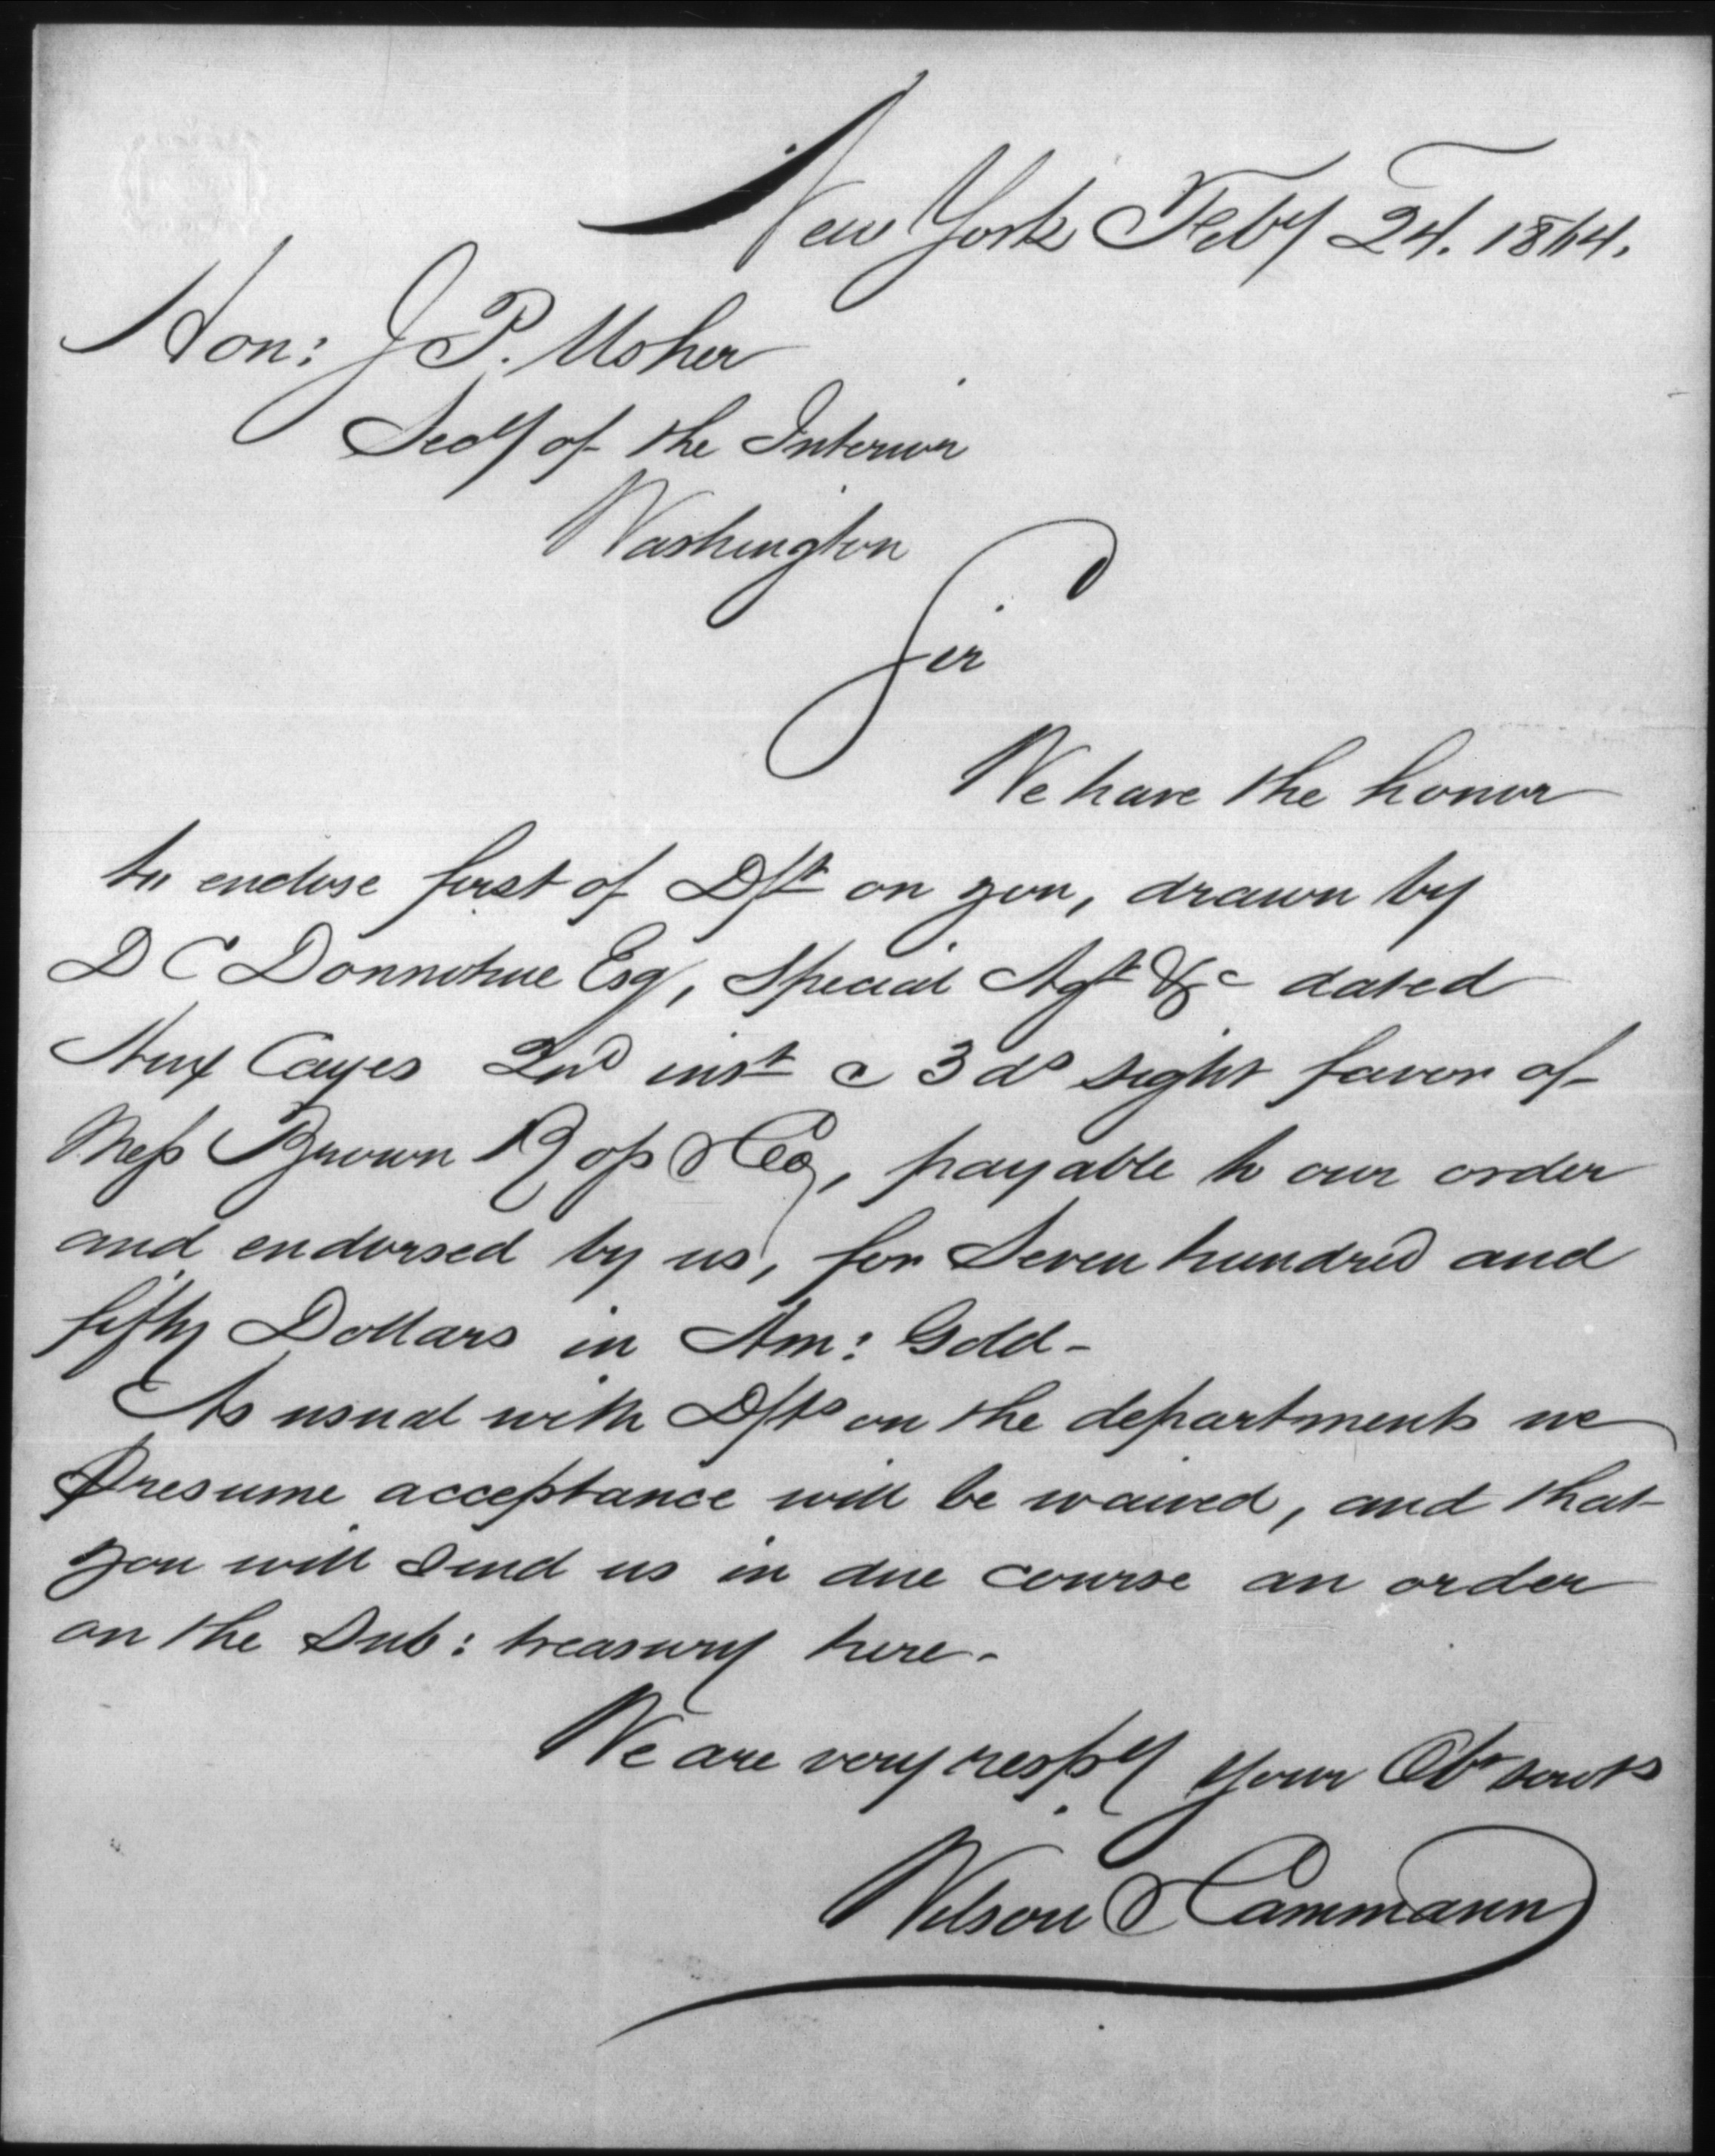 New York Feby 24. 1864.
Hon: J P. Usher
Secy of the Interior
Washington
Sir
We have the honor
to enclose first of Dft on you, drawn by
D C Donnohue Esq, Special Agt &c dated
Aux Cayes 2nd inst @ 3 ds sight favor of
Mess Brown Rop & Co, payable to our order
and endorsed by us, for Seven hundred and
fifty Dollars in Am: Gold-
As usual with Dfts on the departments we
presume acceptance will be waived, and that
you will send us in due course an order
on the Sub: treasury here-
We are very respy your Obt servts
Wilson & Cammann